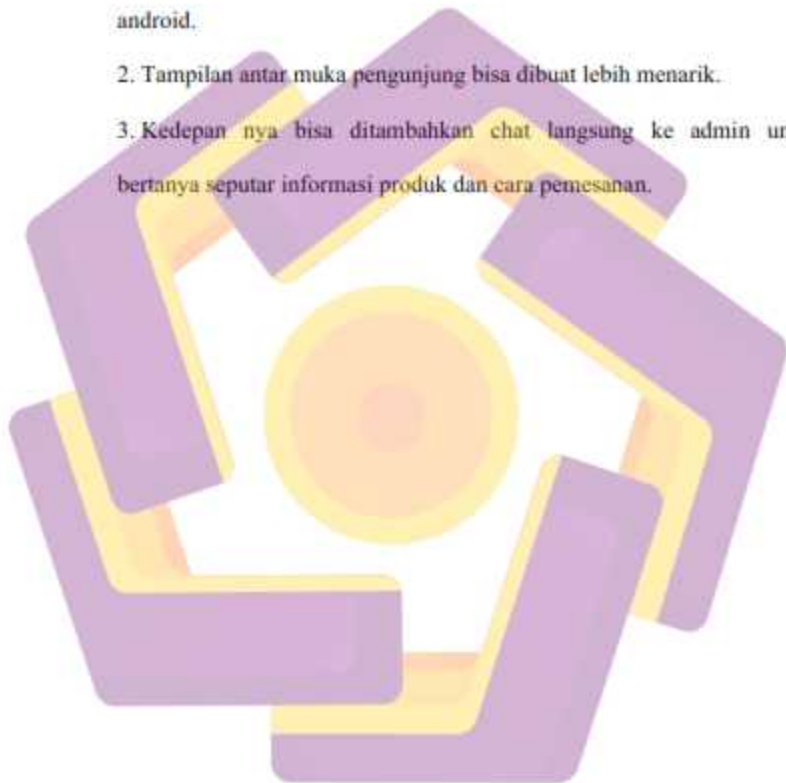 android.
2. Tampilan antar muka pengunjung bisa dibuat lebih menarik.
3. Kedepan nya bisa ditambahkan chat langsung ke admin
bertanya seputar informasi produk dan cara pemesanan.